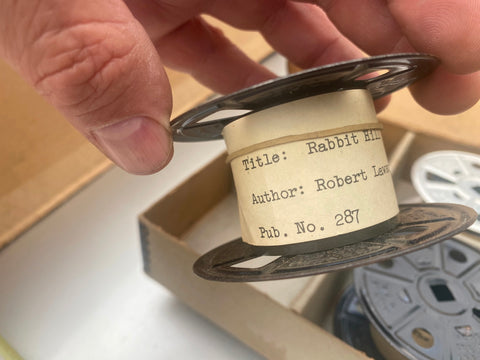 Title: Rabbit Hill
Author: Robert Laws
Pub. No. 287